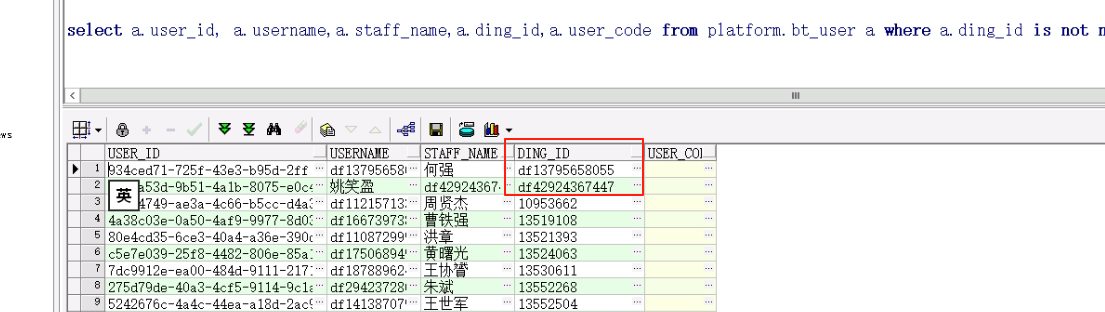 select a.user_id, a.username,a.staff_name,a.ding_id,a.user_code from platform.bt_user a where a.ding_id is not n
ws
USER_ID USERNAME STAFF_NAME DING_ID USER_COI
1 934ced71-725f-43e3-b95d-2ff df13795658 何强 df13795658055
2 a53d-9b51-4a1b-8075-e0c 姚笑盈 df42924367 df42924367447
英
3 4749-ae3a-4c66-b5cc-d4a df11215713 周贤杰 10953662
4 4a38c03e-0a50-4af9-9977-8d0 df16673973 曹铁强 13519108
5 80e4cd35-6ce3-40a4-a36e-390 df11087299 洪章 13521393
6 c5e7e039-25f8-4482-806e-85a df17506894 黄曙光 13524063
7 7dc9912e-ea00-484d-9111-217 df18788962 王协 13530611
8 275d79de-40a3-4cf5-9114-9c1 df29423728 朱斌 13552268
9 5242676c-4a4c-44ea-a18d-2ac df14138707 王世军 13552504